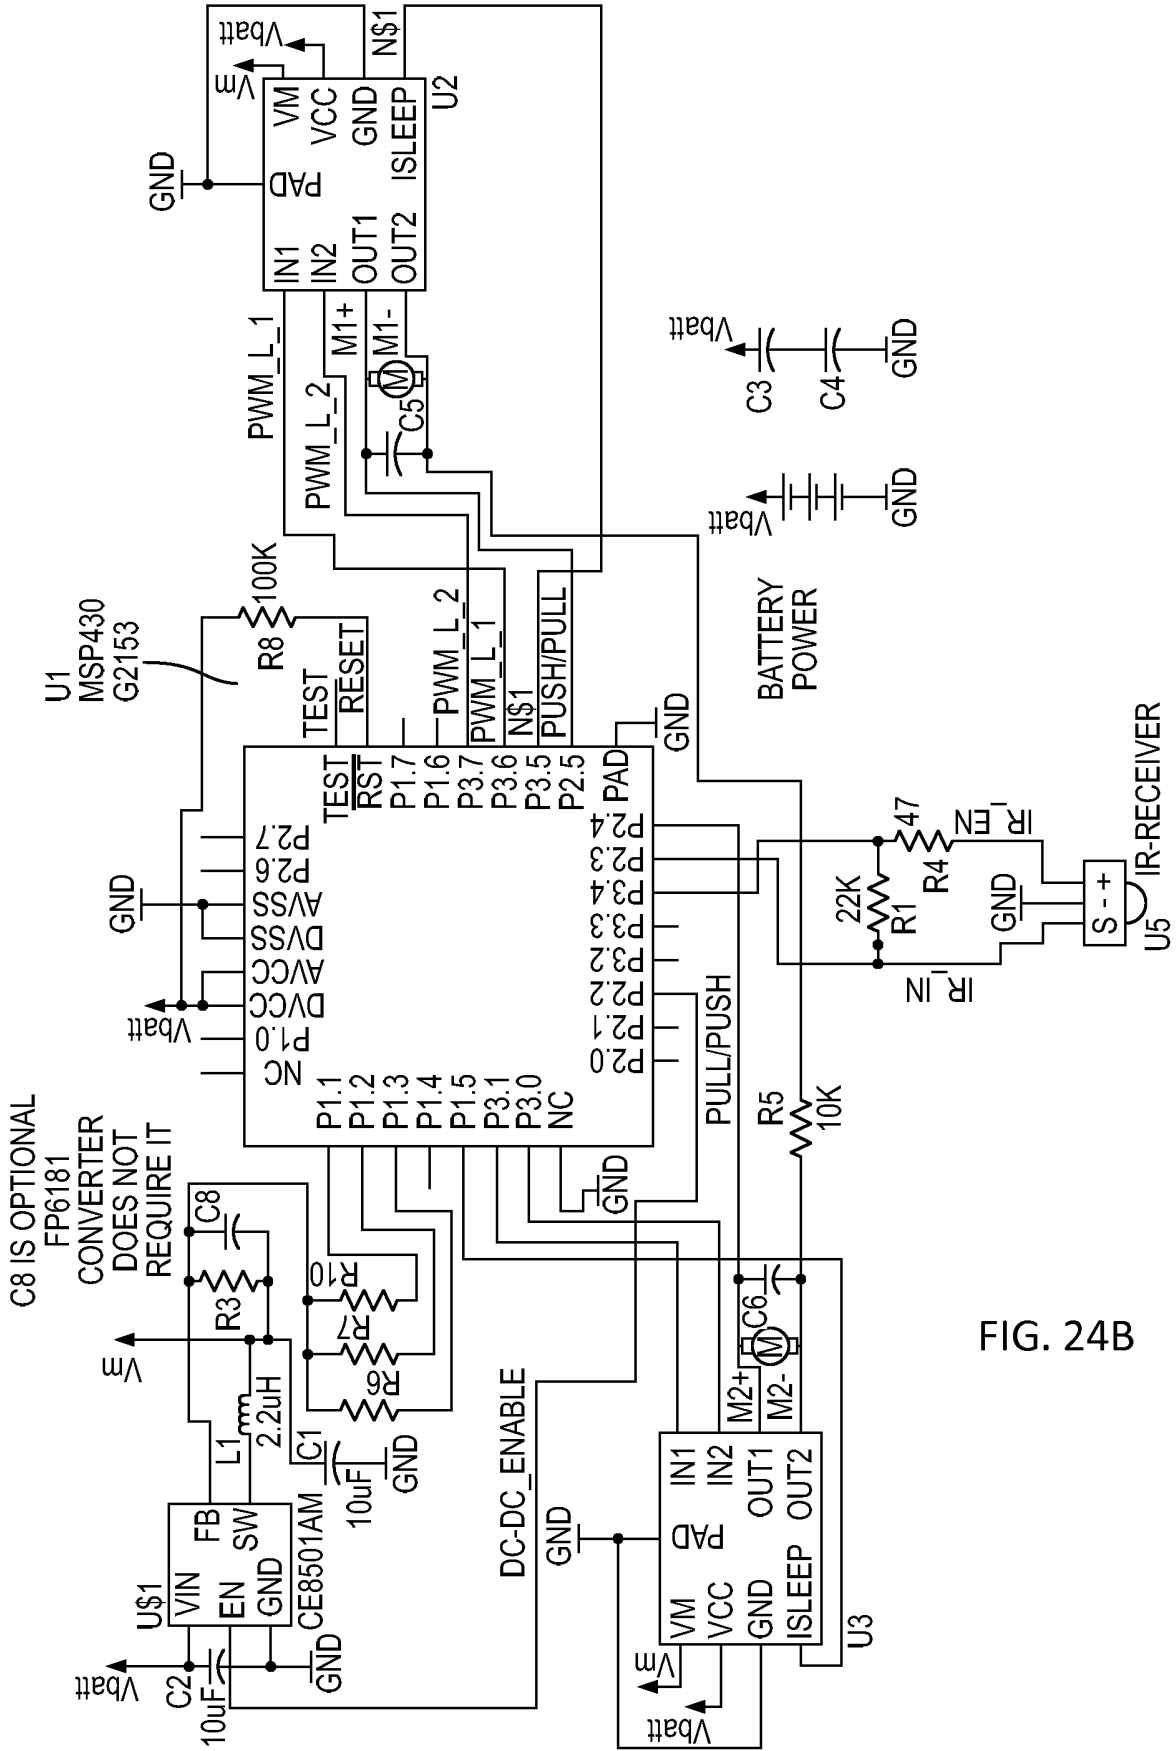 Vbatt
Vm
GND
PAD
VM
VCC
GND
ISLEEP
IN1
IN2
OUT1
OUT2
U2
N$1
PWM_L_1
PWM_L_2
M1+
M1-
M
C5
Vbatt
C3
C4
GND
Vbatt
GND
BATTERY
POWER
U1
MSP430
G2153
R8
100K
TEST
RESET
PWM_L_2
PWM_L_1
N$1
PUSH/PULL
GND
TEST
RST
P1.7
P1.6
P3.7
P3.6
P3.5
P2.5
PAD
P2.7
P2.6
AVSS
DVSS
AVCC
DVCC
P1.0
NC
GND
Vbatt
P1.1
P1.2
P1.3
P1.4
P1.5
P3.1
P3.0
NC
GND
P2.4
P2.3
P3.4
P3.3
P3.2
P2.2
P2.1
P2.0
PULL/PUSH
22K
R1
47
R4
IR_EN
IR_IN
GND
S - +
U5
IR-RECEIVER
R5
10K
C8 IS OPTIONAL
FP6181
CONVERTER
DOES NOT
REQUIRE IT
C8
R3
Vm
R10
R7
R6
L1
2.2uH
C1
10uF
GND
U$1
VIN
FB
EN
SW
GND
CE8501AM
Vbatt
C2
10uF
GND
DC-DC_ENABLE
GND
PAD
IN1
IN2
OUT1
OUT2
VM
VCC
GND
ISLEEP
U3
Vm
Vbatt
M2+
M2-
M
C6
FIG. 24B